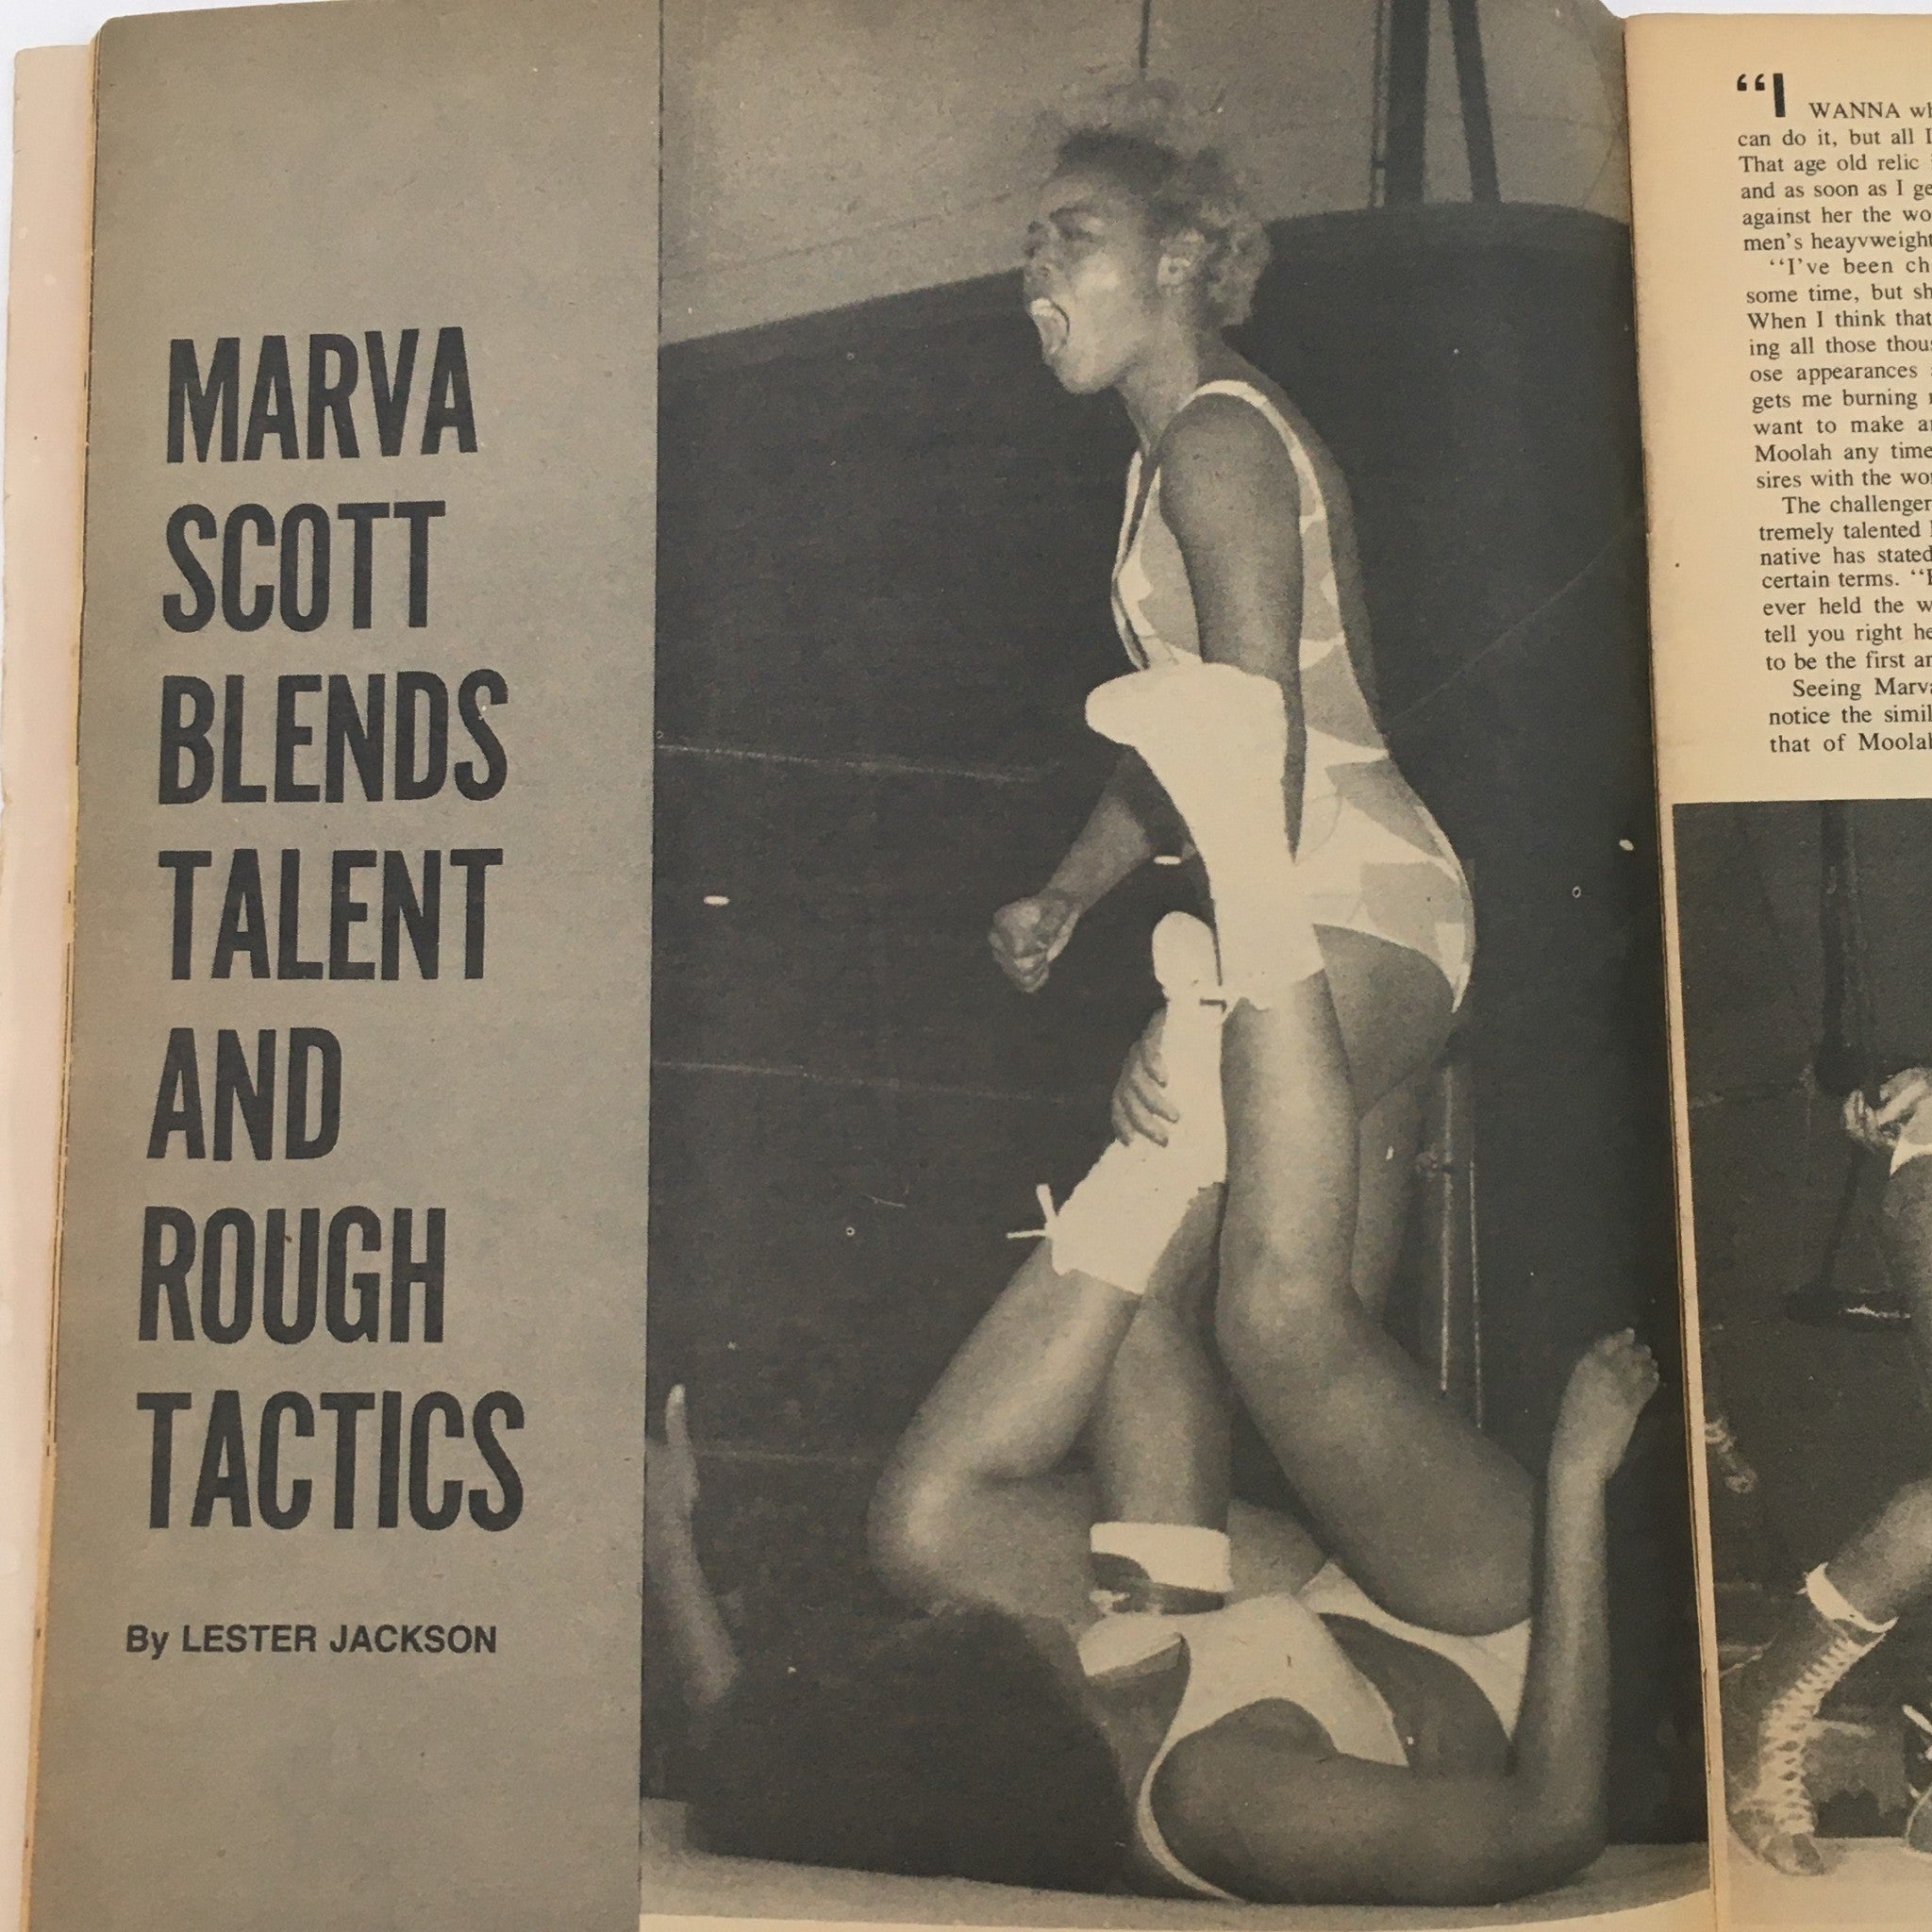 MARVA
SCOTT
BLENDS
TALENT
AND
ROUGH
TACTICS
By LESTER JACKSON
“I WANNA
can do it, but all I
That age old relic
and as soon as I
against her the
men's heayvweight
“I've been
some time, but
When I think that
ing all those
ose appearances
gets me burning
want to make
Moolah any time
sires with the
The challenger
tremely talented
native has stated
certain terms.
ever held the
tell you right
to be the first
Seeing
notice the
that of Moolah